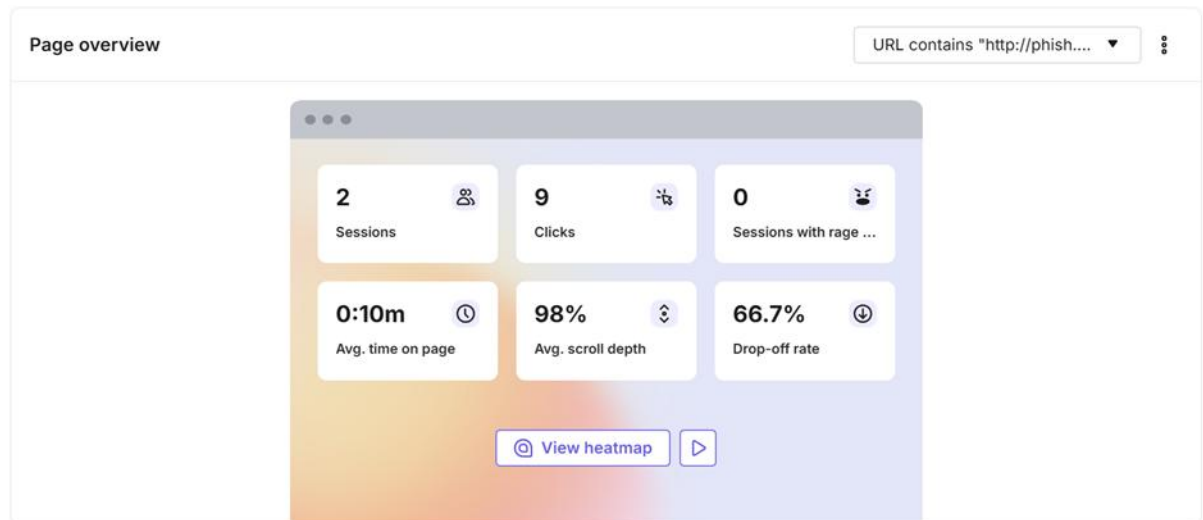 Page overview
URL contains "http://phish....
2
Sessions
9
Clicks
0
Sessions with rage ...
0:10m
Avg. time on page
98%
Avg. scroll depth
66.7%
Drop-off rate
View heatmap